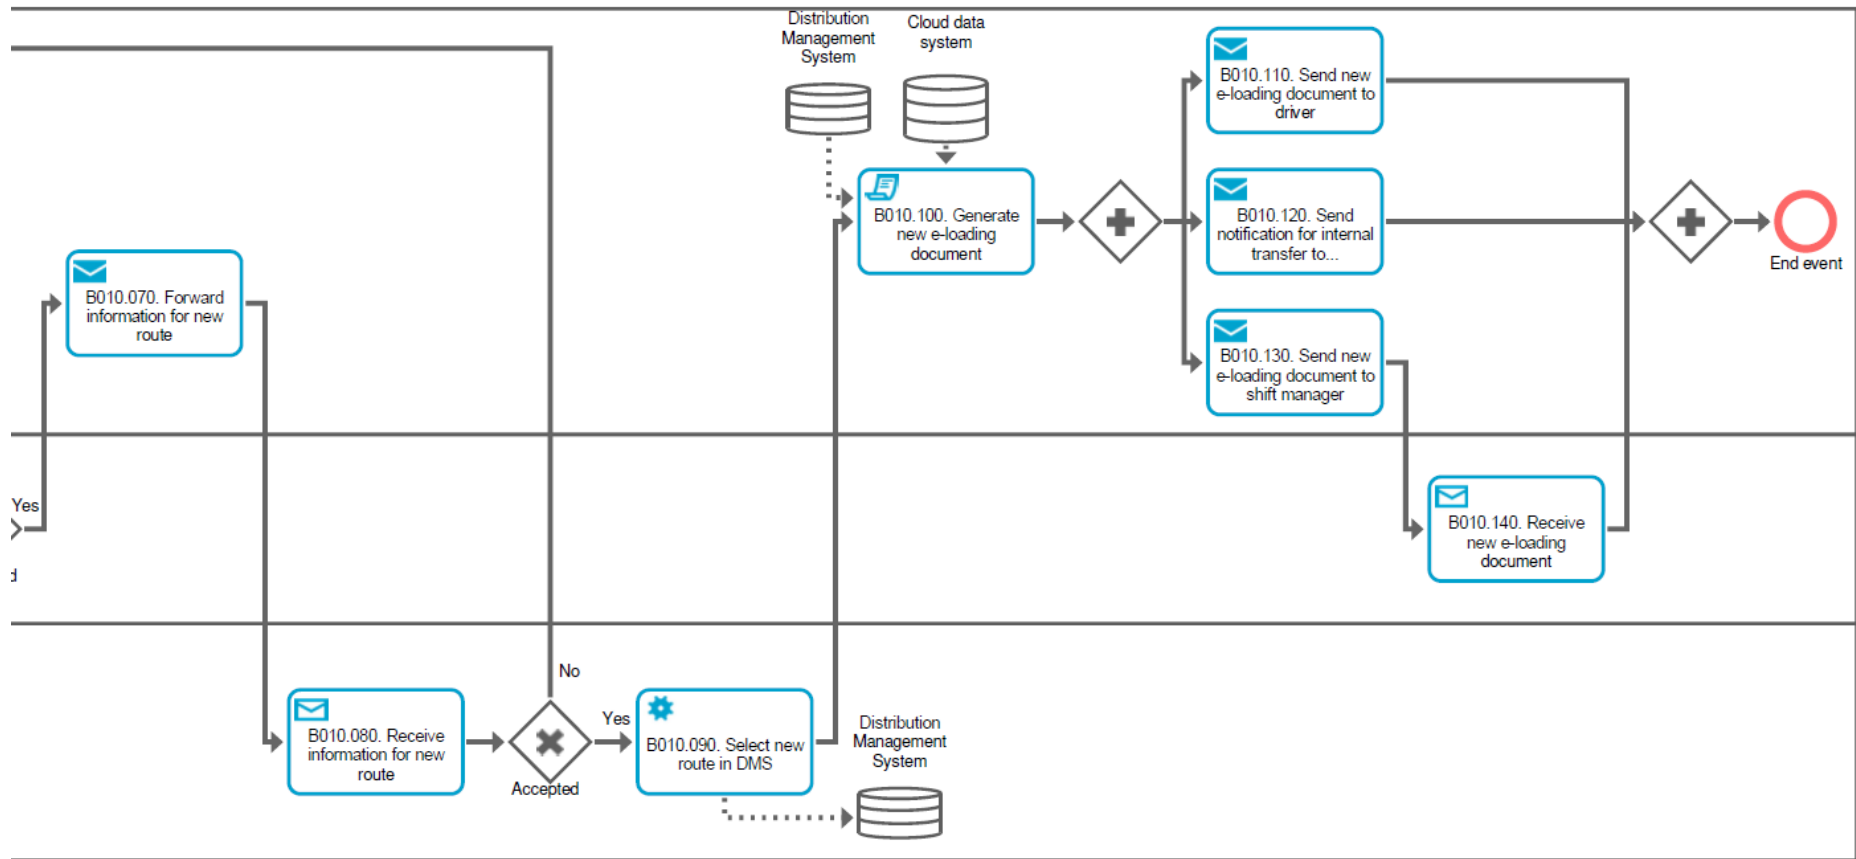 Distribution
Management
System
Cloud data
system
B010.110. Send new
e-loading document to
driver
B010.100. Generate
new e-loading
document
B010.120. Send
notification for internal
transfer to...
End event
B010.070. Forward
information for new
route
B010.130. Send new
e-loading document to
shift manager
Yes
d
B010.140. Receive
new e-loading
document
No
B010.080. Receive
information for new
route
Accepted
Yes
B010.090. Select new
route in DMS
Distribution
Management
System